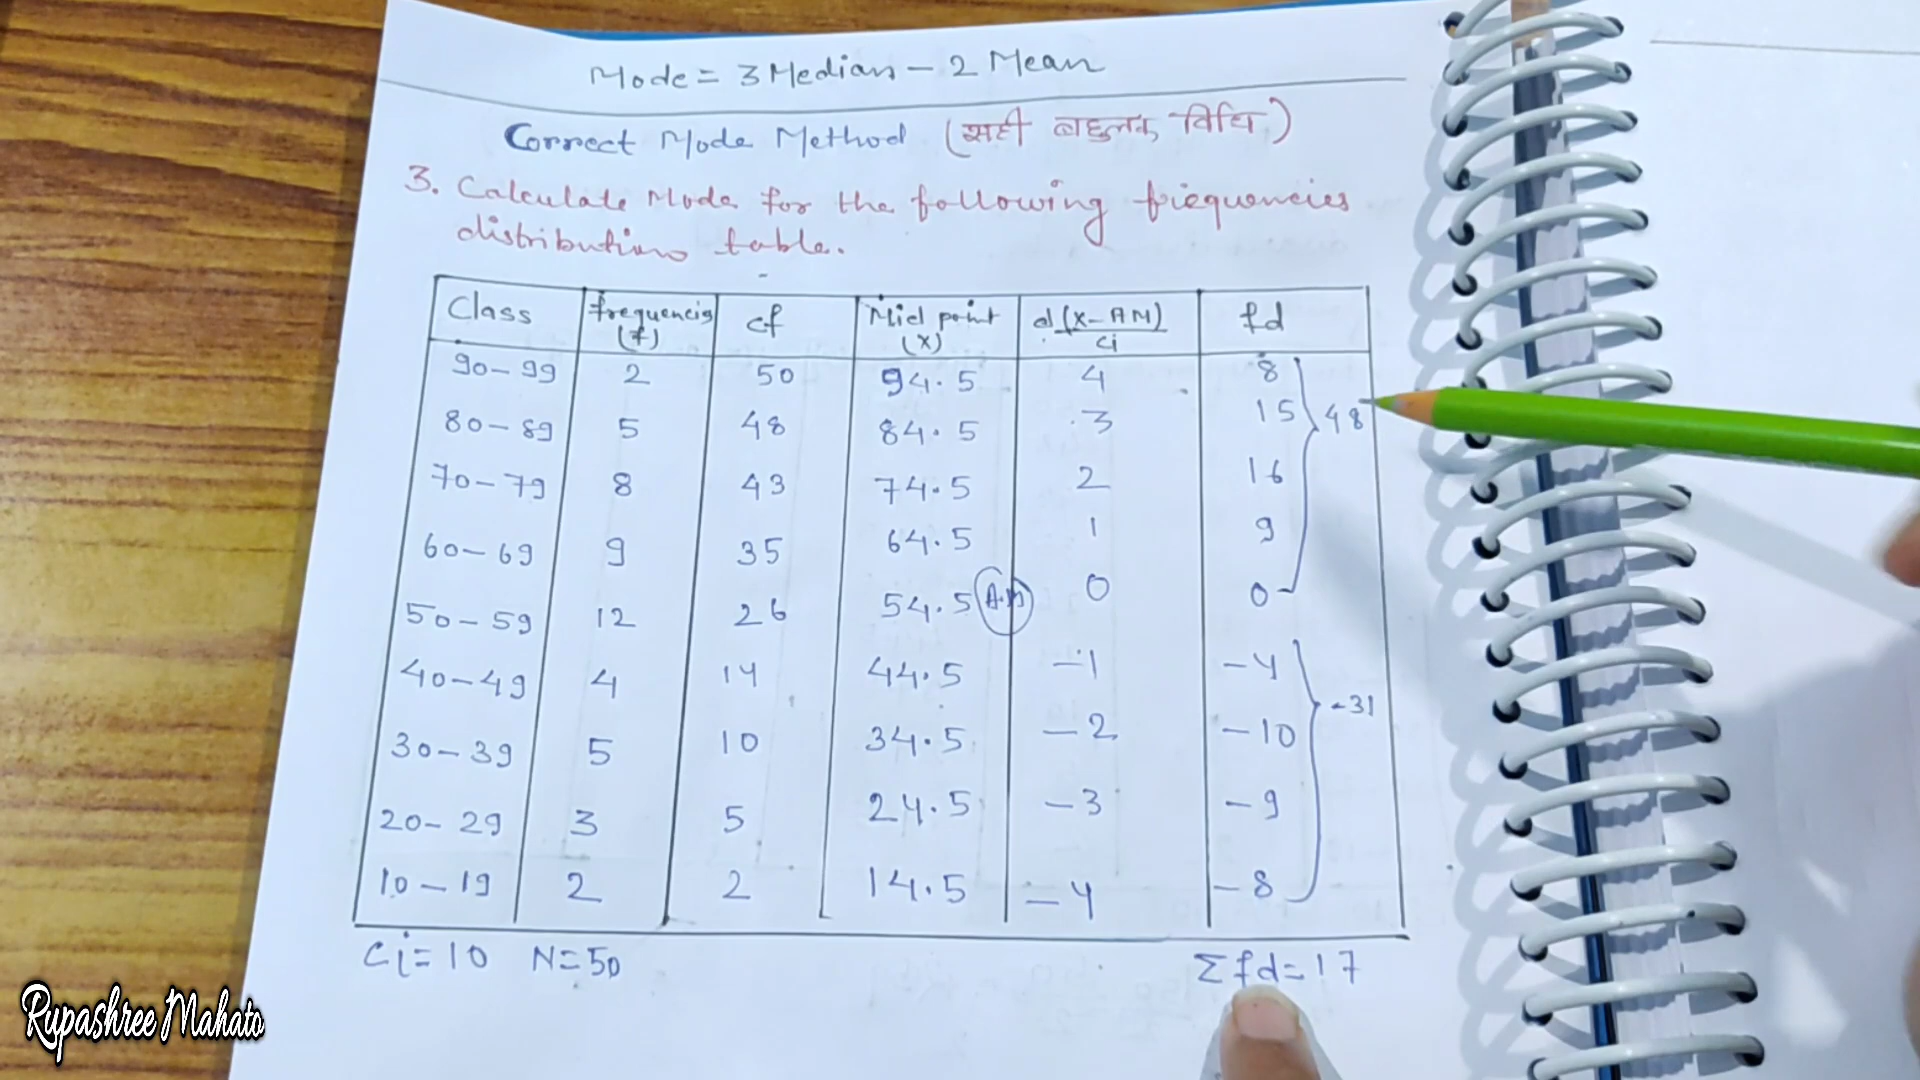 Mode = 3 Median - 2 Mean
Correct Mode Method (सही बहुलक विधि)
3. Calculate Mode for the following frequencies
distribution table.
Class frequencies (f) cf Mid point (X) d (X-AM)/ci fd
90-99 2 50 94.5 4 8
80-89 5 48 84.5 3 15 48
70-79 8 43 74.5 2 16
60-69 9 35 64.5 1 9
50-59 12 26 54.5 A.M 0 0
40-49 4 14 44.5 -1 -4
30-39 5 10 34.5 -2 -10 -31
20-29 3 5 24.5 -3 -9
10-19 2 2 14.5 -4 -8
Ci=10 N=50 Σfd=17
Rupashree Mahato